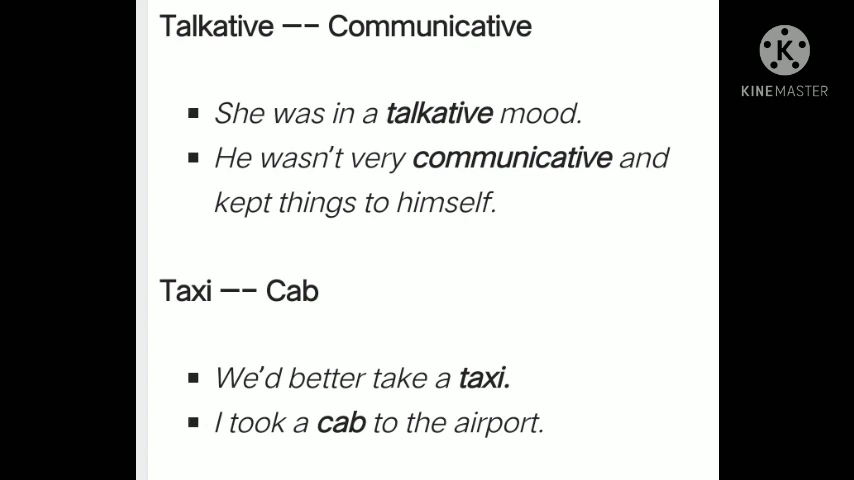 Talkative –– Communicative
K
KINEMASTER
▪ She was in a talkative mood.
▪ He wasn't very communicative and
kept things to himself.
Taxi –– Cab
▪ We'd better take a taxi.
▪ I took a cab to the airport.